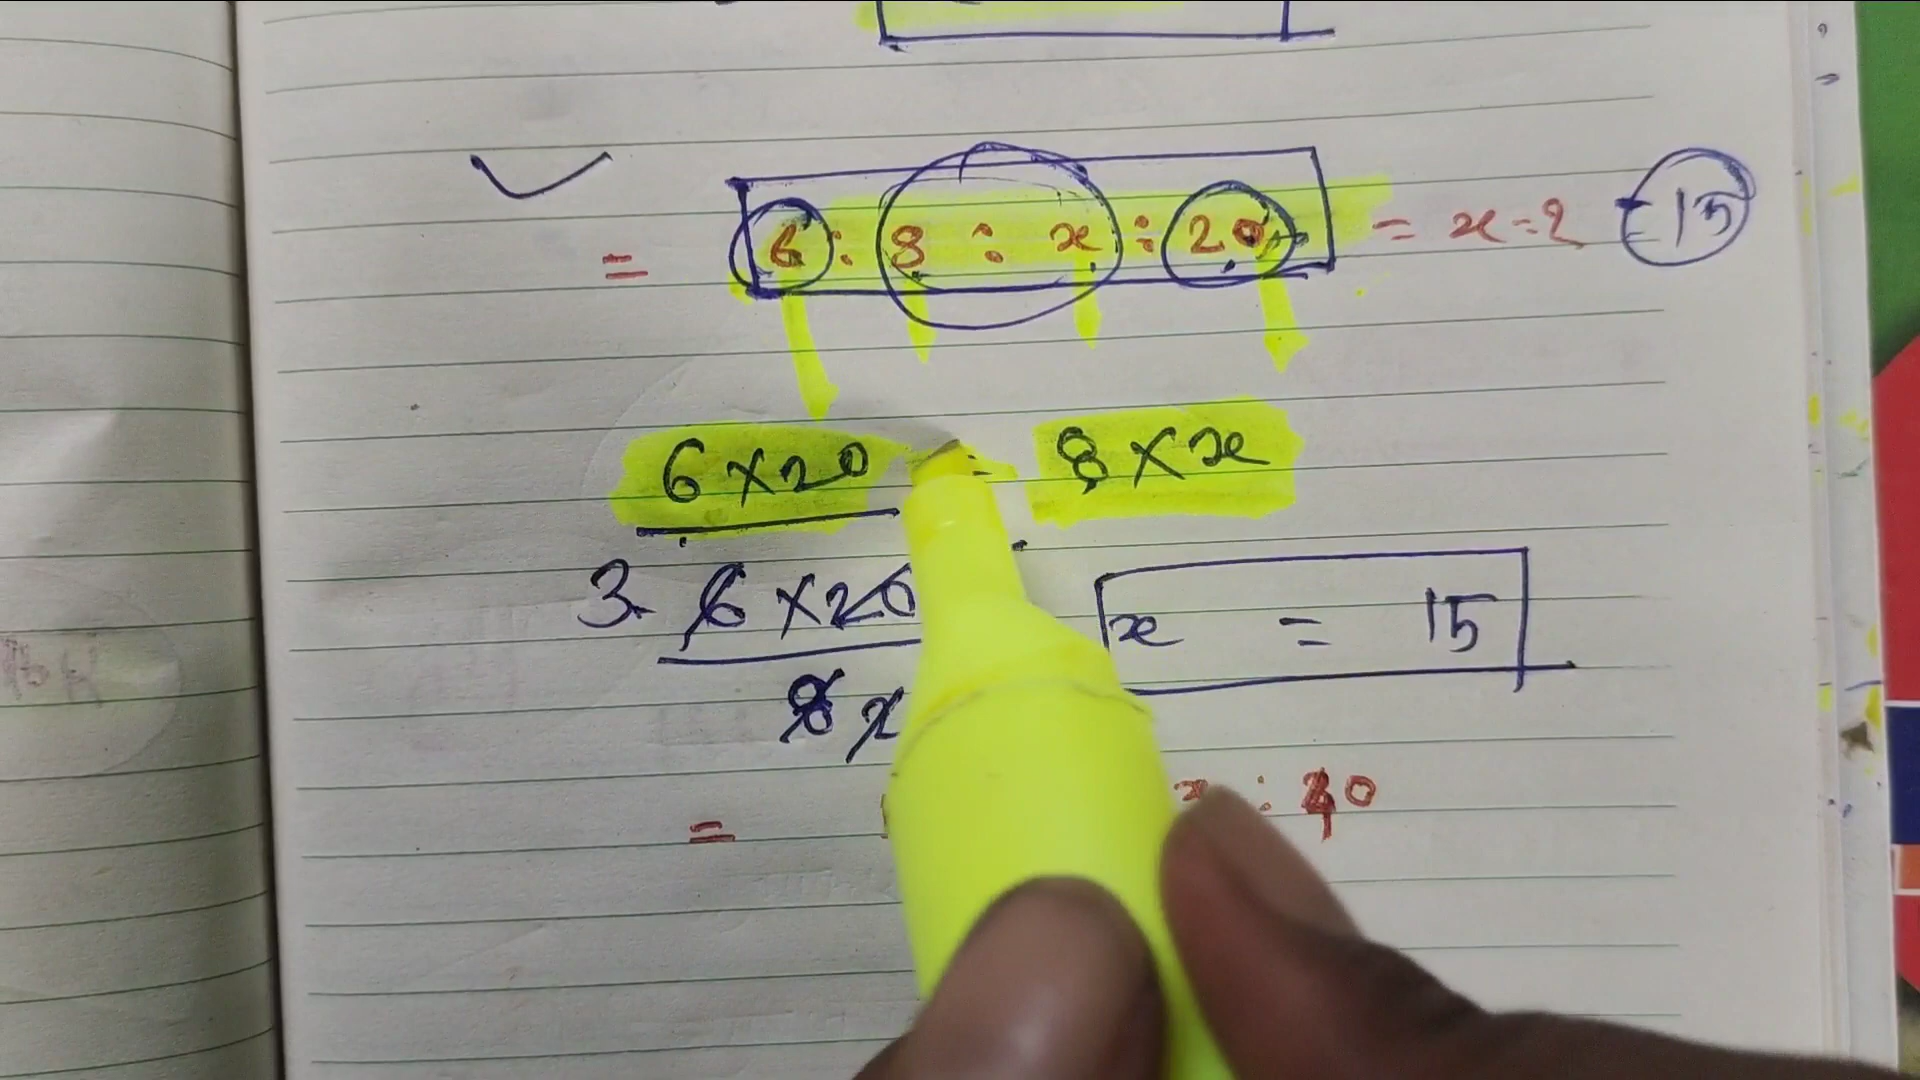 = 6 : 8 : x : 20 = x = ? = 15
6 × 20 = 8 × x
3 6 × 20
8 x
x = 15
= x : 40